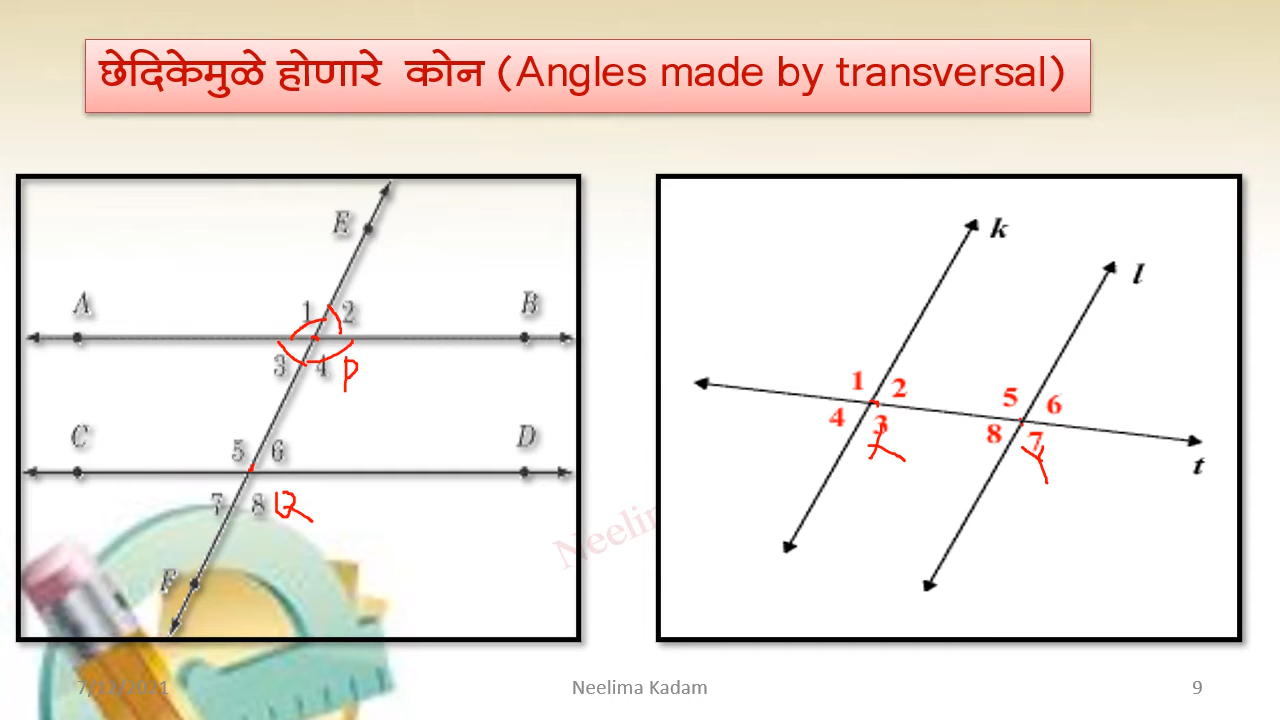 छेदिकेमुळे होणारे कोन (Angles made by transversal)
E
A
1 2
B
3 4 P
C
5 6
D
7 8 Q
F
k
l
1 2
5 6
4 3
8 7
t
Neelima Kadam
9